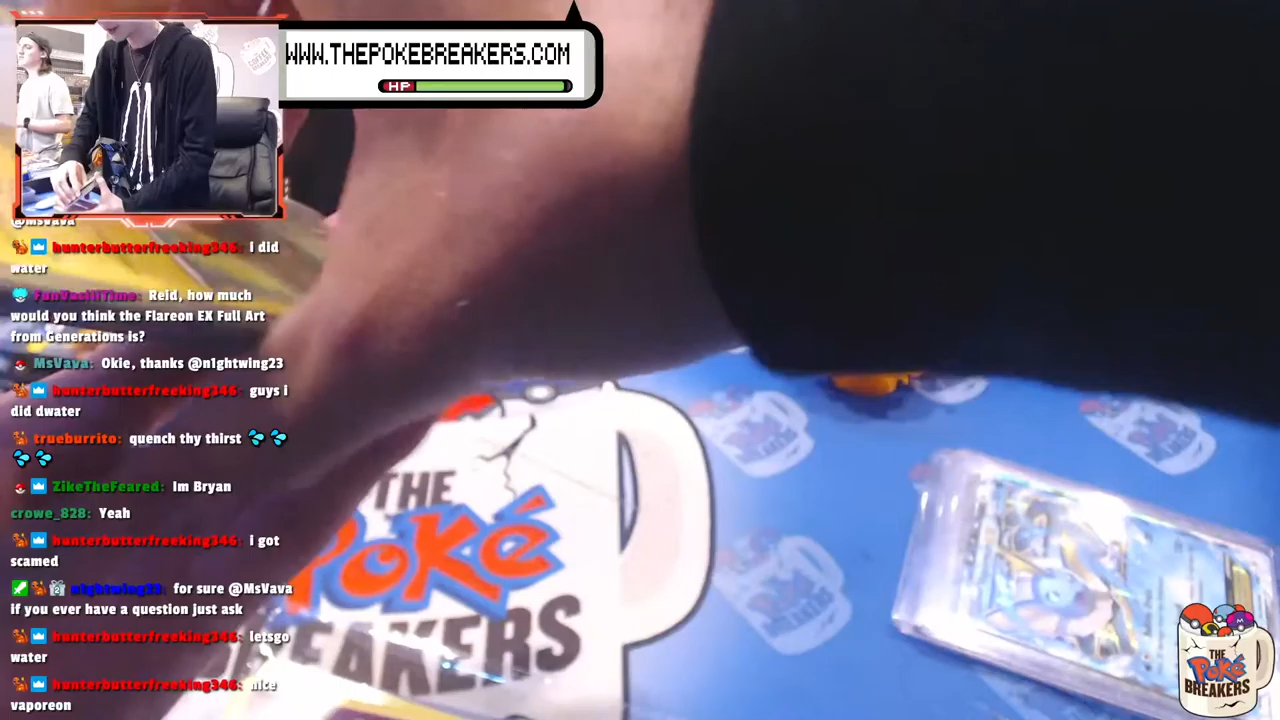 WWW.THEPOKEBREAKERS.COM
HP
@MsVava
hunterbutterfreeking346: i did
water
FunVasiliTime: Reid, how much
would you think the Flareon EX Full Art
from Generations is?
MsVava: Okie, thanks @n1ghtwing23
hunterbutterfreeking346: guys i
did dwater
trueburrito: quench thy thirst
ZikeTheFeared: Im Bryan
crowe_828: Yeah
hunterbutterfreeking346: i got
scamed
n1ghtwing23: for sure @MsVava
if you ever have a question just ask
hunterbutterfreeking346: letsgo
water
hunterbutterfreeking346: nice
vaporeon
THE
Poké
BREAKERS
THE
Poké
BREAKERS